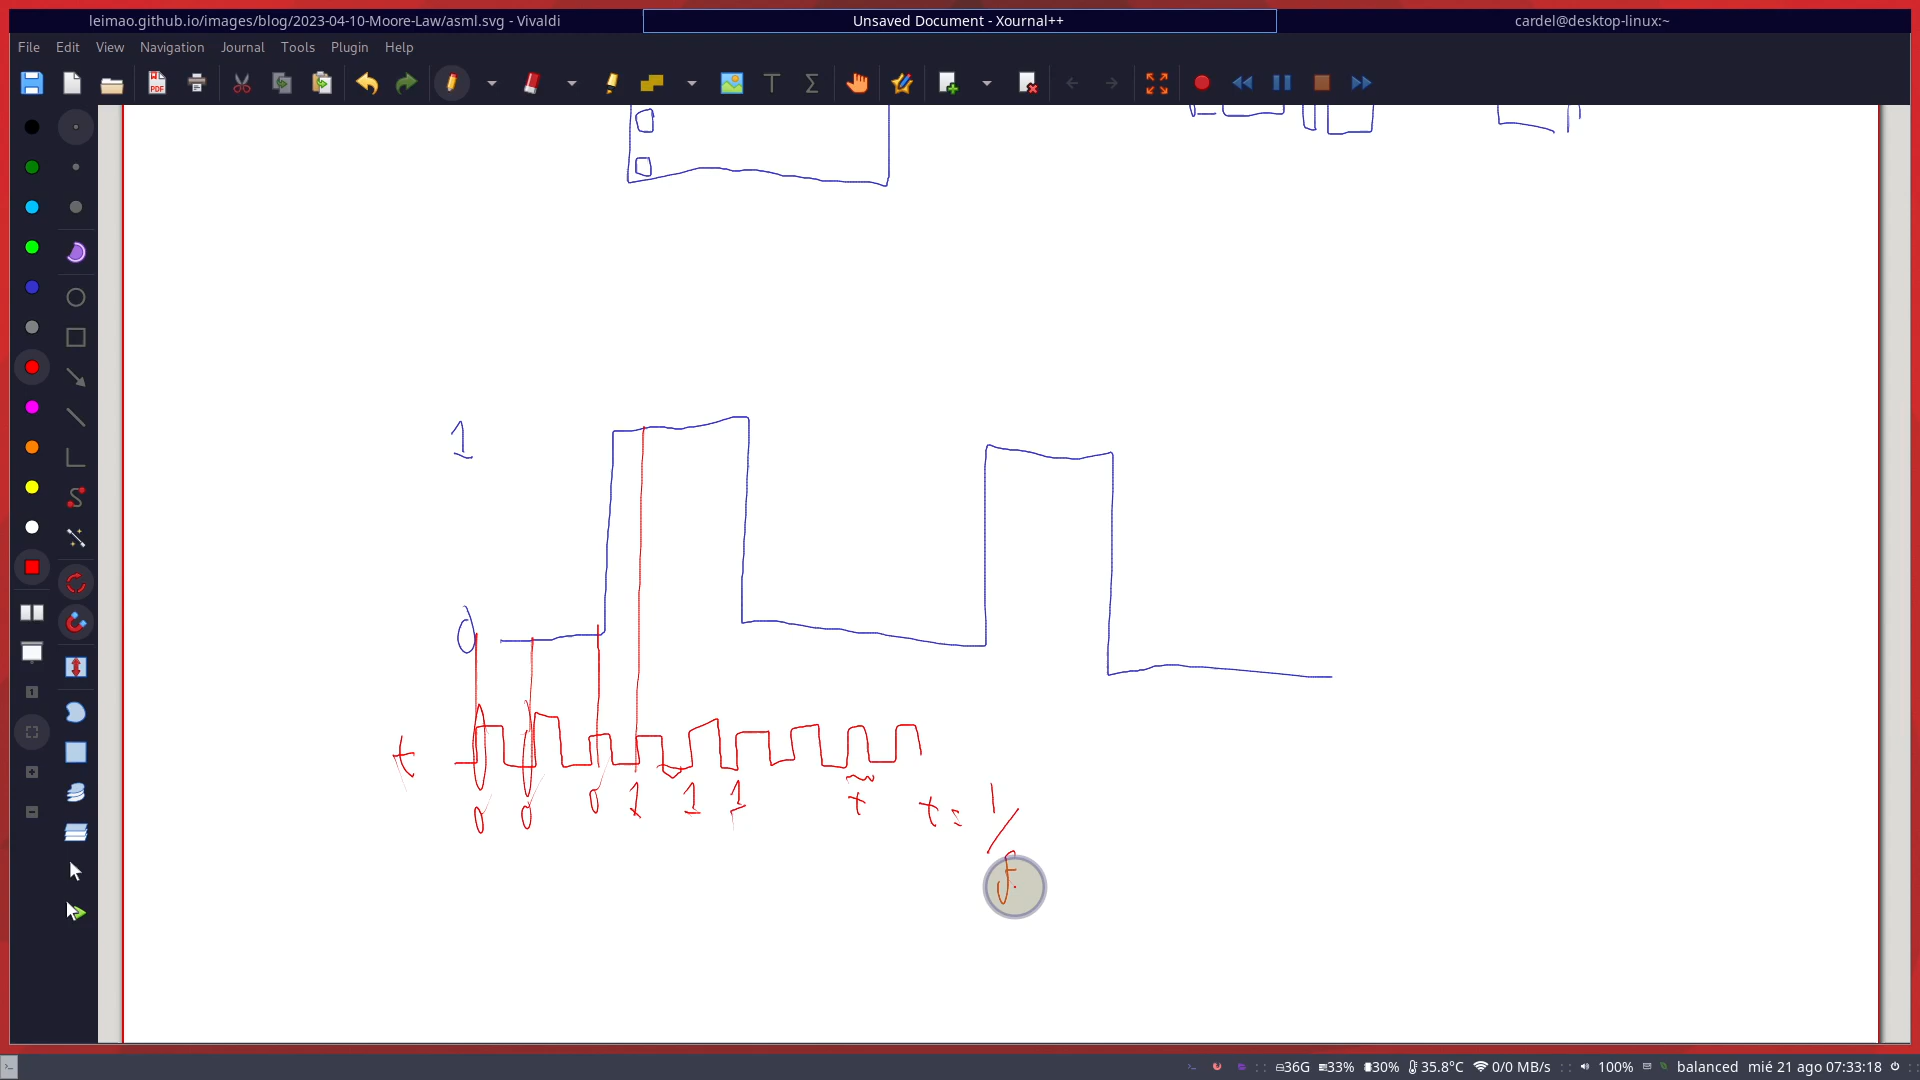 leimao.github.io/images/blog/2023-04-10-Moore-Law/asml.svg - Vivaldi
Unsaved Document - Xournal++
cardel@desktop-linux:~
File Edit View Navigation Journal Tools Plugin Help
PDF
1
0
t
0 0 0 1 1 1
t
t = 1/f
36G 33% 30% 35.8°C 0/0 MB/s 100% balanced mié 21 ago 07:33:18